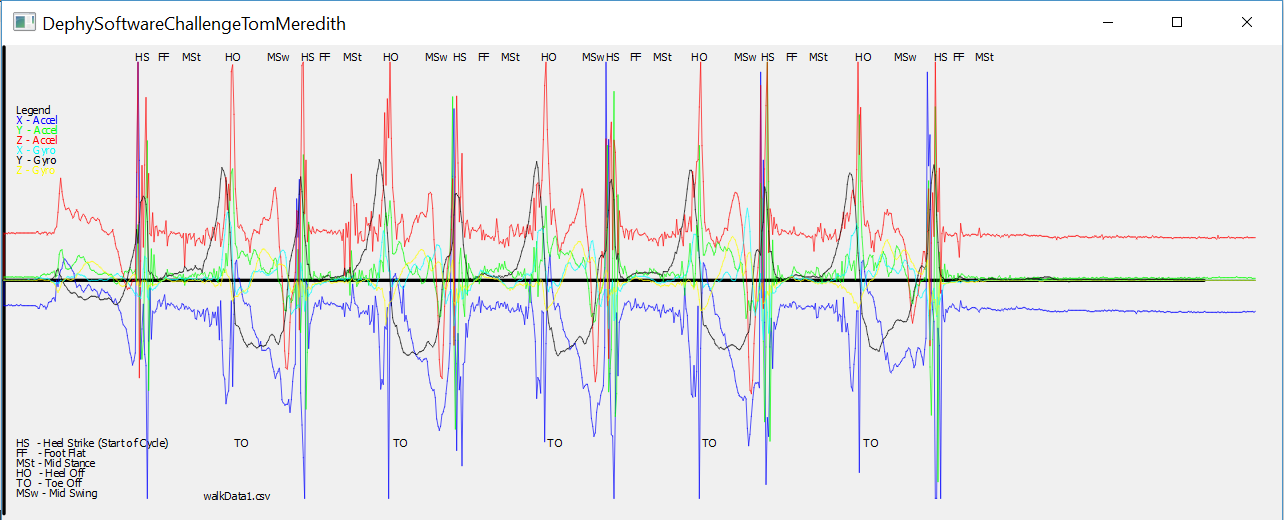 DephySoftwareChallengeTomMeredith
HS FF MSt HO MSw HS FF MSt HO MSw HS FF MSt HO MSw HS FF MSt HO MSw HS FF MSt HO MSw HS FF MSt
Legend
X - Accel
Y - Accel
Z - Accel
X - Gyro
Y - Gyro
Z - Gyro
HS - Heel Strike (Start of Cycle) TO TO TO TO TO
FF - Foot Flat
MSt - Mid Stance
HO - Heel Off
TO - Toe Off
MSw - Mid Swing
walkData1.csv